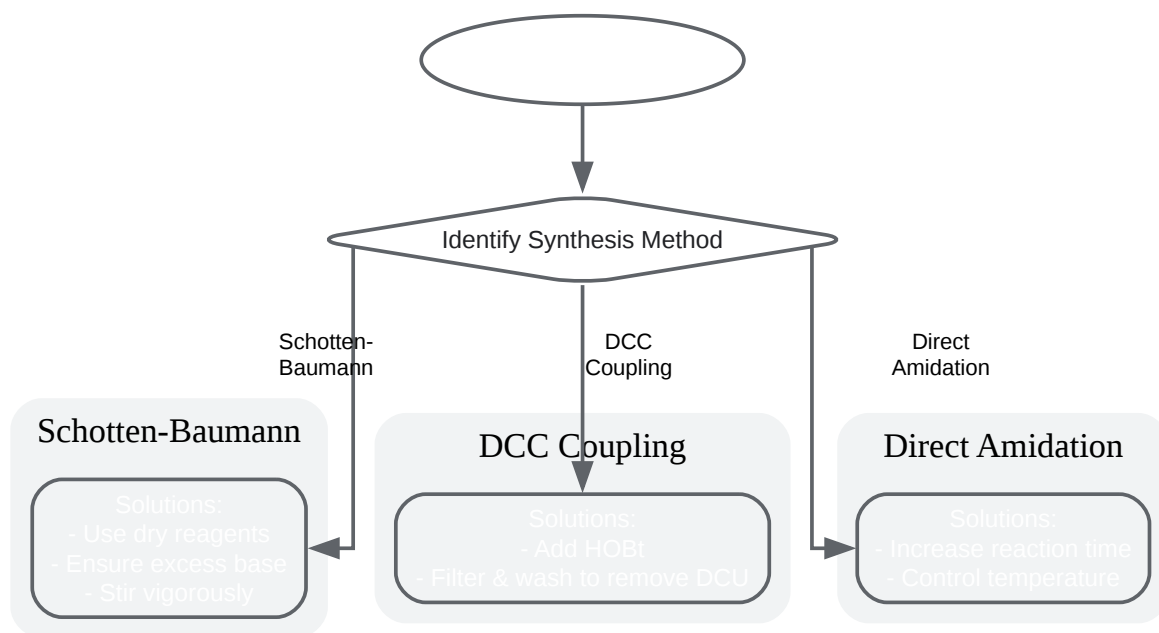 Identify Synthesis Method
Schotten-
Baumann
DCC
Coupling
Direct
Amidation
Schotten-Baumann
Solutions:
- Use dry reagents
- Ensure excess base
- Stir vigorously
DCC Coupling
Solutions:
- Add HOBt
- Filter & wash to remove DCU
Direct Amidation
Solutions:
- Increase reaction time
- Control temperature